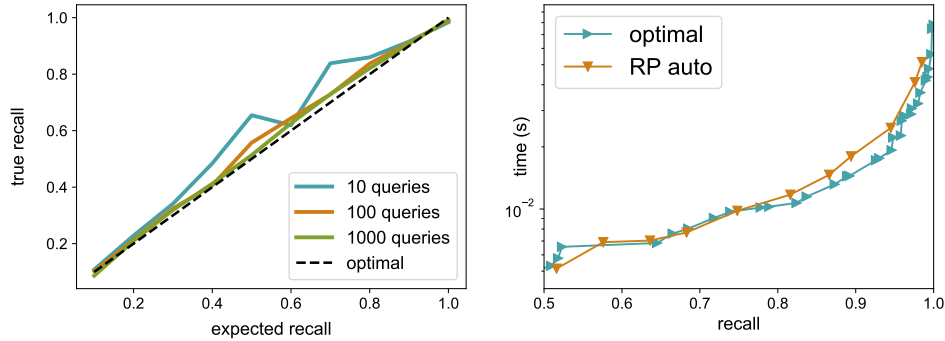 1.0
0.8
0.6
0.4
0.2
true recall
10 queries
100 queries
1000 queries
optimal
0.2
0.4
0.6
0.8
1.0
expected recall
optimal
RP auto
time (s)
10⁻²
0.5
0.6
0.7
0.8
0.9
1.0
recall